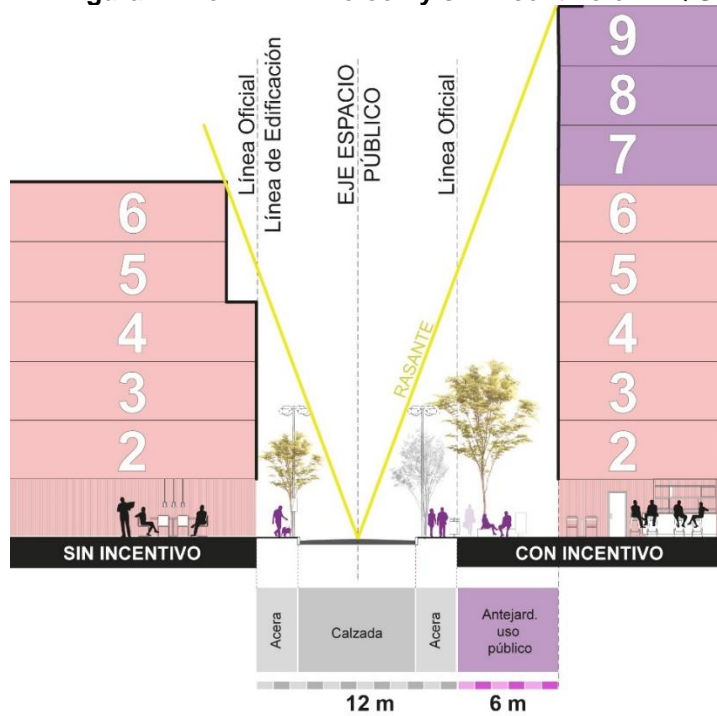 Línea Oficial
Línea de Edificación
EJE ESPACIO
PÚBLICO
Línea Oficial
9
8
7
6
5
4
3
2
6
5
4
3
2
RASANTE
SIN INCENTIVO
CON INCENTIVO
Acera
Calzada
Acera
Antejard.
uso
público
12 m
6 m